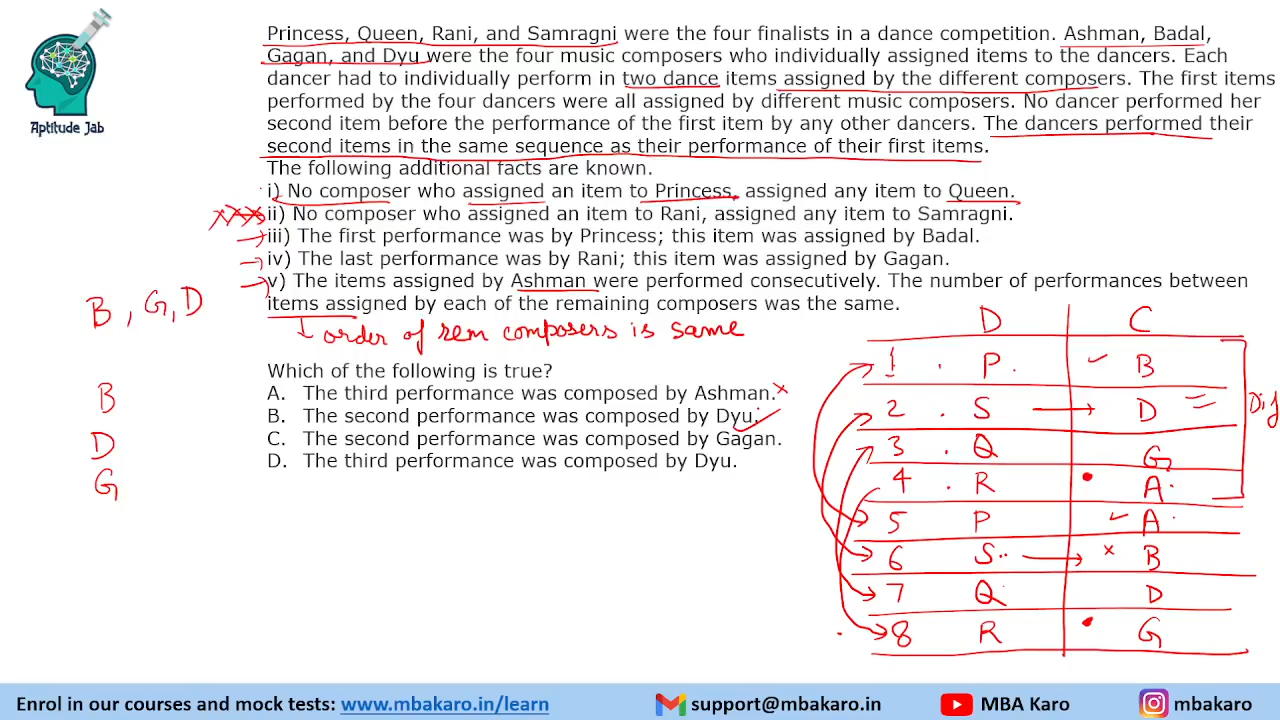 Aptitude Jab
Princess, Queen, Rani, and Samragni were the four finalists in a dance competition. Ashman, Badal,
Gagan, and Dyu were the four music composers who individually assigned items to the dancers. Each
dancer had to individually perform in two dance items assigned by the different composers. The first items
performed by the four dancers were all assigned by different music composers. No dancer performed her
second item before the performance of the first item by any other dancers. The dancers performed their
second items in the same sequence as their performance of their first items.
The following additional facts are known.
i) No composer who assigned an item to Princess, assigned any item to Queen.
xxx ii) No composer who assigned an item to Rani, assigned any item to Samragni.
→ iii) The first performance was by Princess; this item was assigned by Badal.
→ iv) The last performance was by Rani; this item was assigned by Gagan.
→ v) The items assigned by Ashman were performed consecutively. The number of performances between
items assigned by each of the remaining composers was the same.
↳ order of rem composers is same
B, G, D
B
D
G
Which of the following is true?
A. The third performance was composed by Ashman. x
B. The second performance was composed by Dyu. ✓
C. The second performance was composed by Gagan.
D. The third performance was composed by Dyu.
D C
1 P ✓ B
2 S → D =
3 Q G
4 R • A
5 P ✓ A
6 S → x B
7 Q D
8 R • G
Enrol in our courses and mock tests: www.mbakaro.in/learn support@mbakaro.in MBA Karo mbakaro